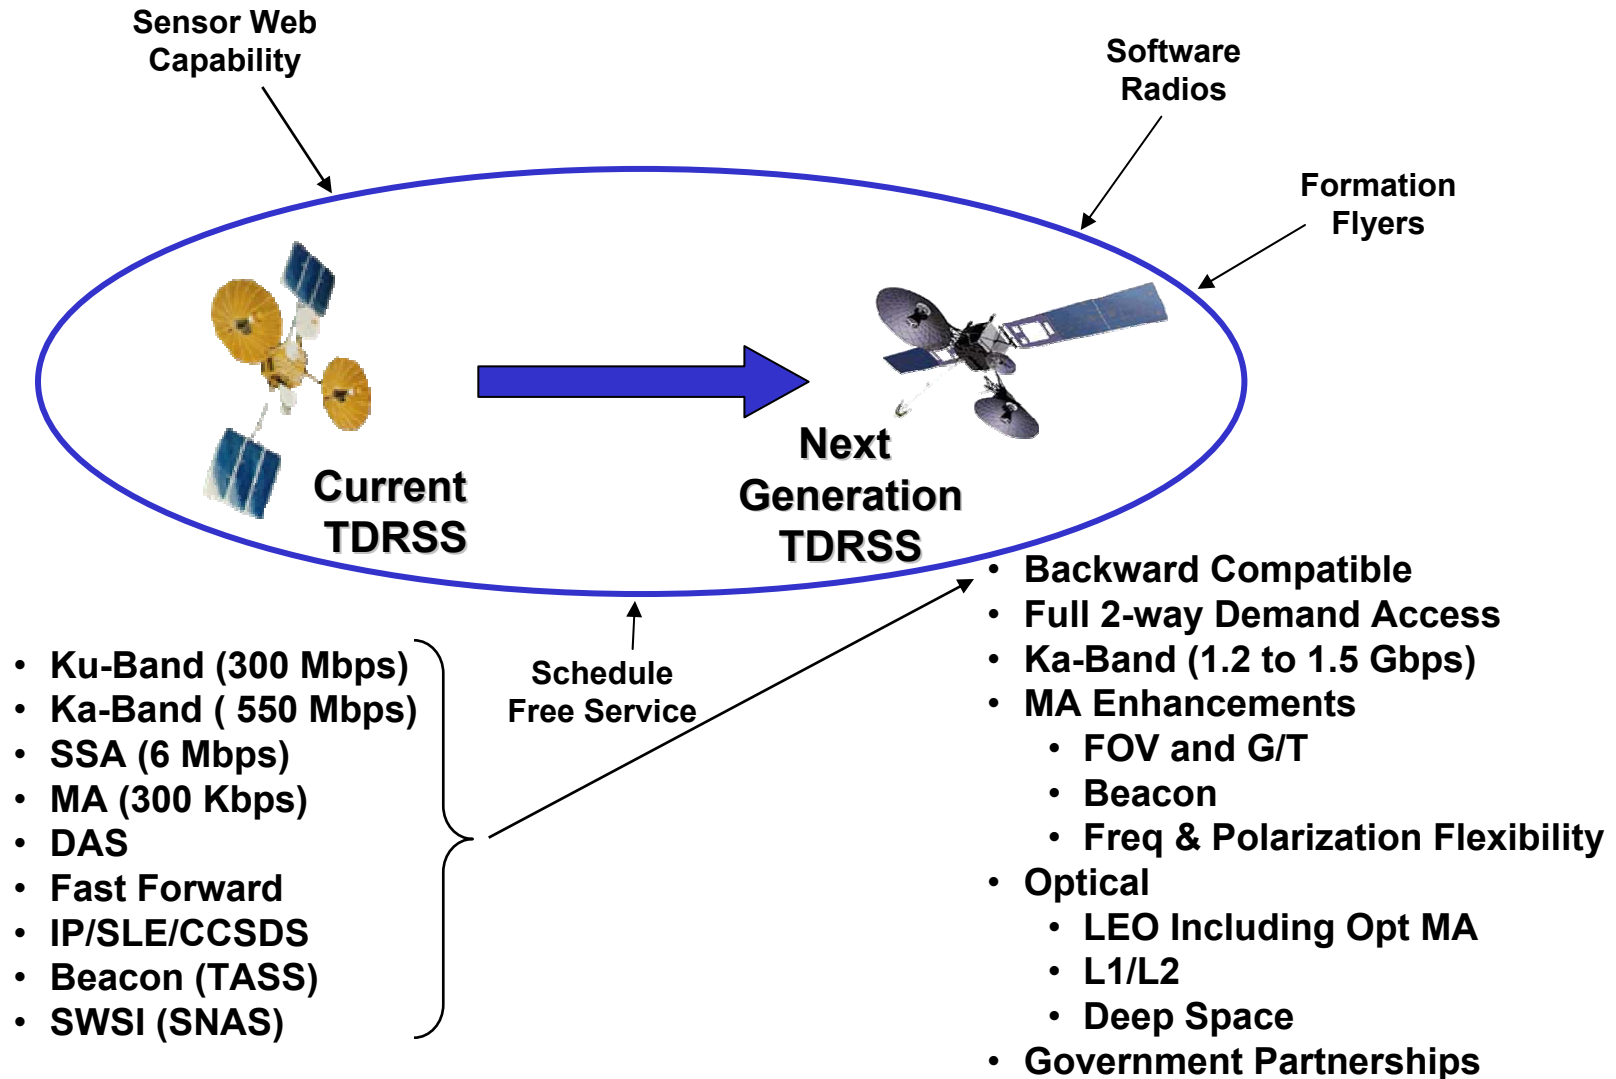 Sensor Web
Capability
Software
Radios
Formation
Flyers
Current
TDRSS
Next
Generation
TDRSS
Schedule
Free Service
• Ku-Band (300 Mbps)
• Ka-Band ( 550 Mbps)
• SSA (6 Mbps)
• MA (300 Kbps)
• DAS
• Fast Forward
• IP/SLE/CCSDS
• Beacon (TASS)
• SWSI (SNAS)
• Backward Compatible
• Full 2-way Demand Access
• Ka-Band (1.2 to 1.5 Gbps)
• MA Enhancements
• FOV and G/T
• Beacon
• Freq & Polarization Flexibility
• Optical
• LEO Including Opt MA
• L1/L2
• Deep Space
• Government Partnerships